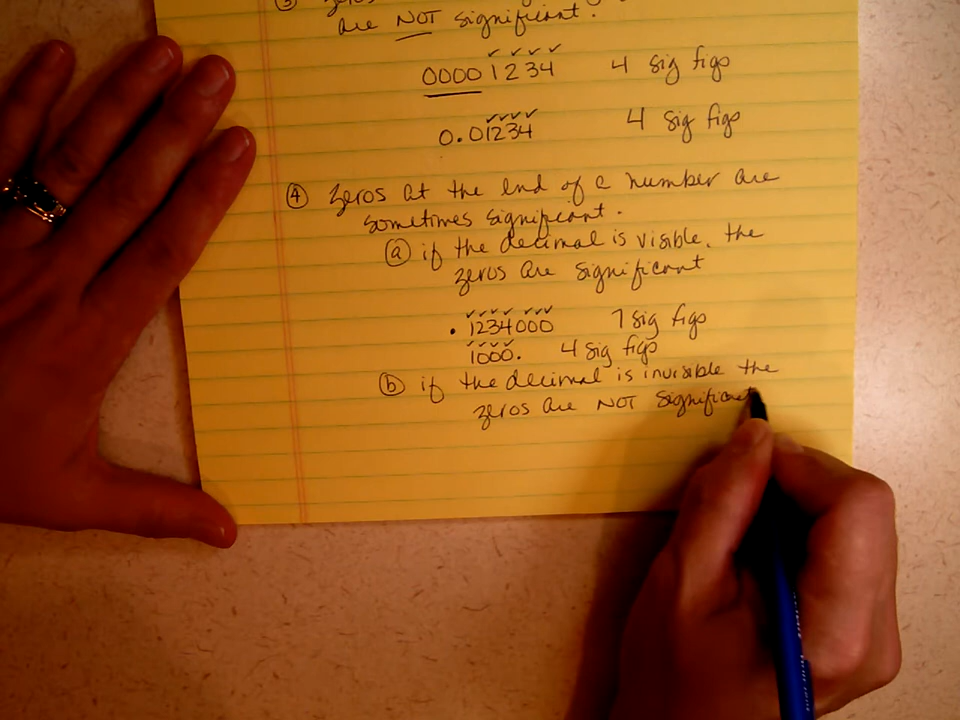 ③ zeros
are NOT significant.
00001234 4 sig figs
0.01234 4 sig figs
④ zeros at the end of a number are
sometimes significant.
ⓐ if the decimal is visible, the
zeros are significant
.1234000 7 sig figs
1000. 4 sig figs
ⓑ if the decimal is invisible the
zeros are NOT significant